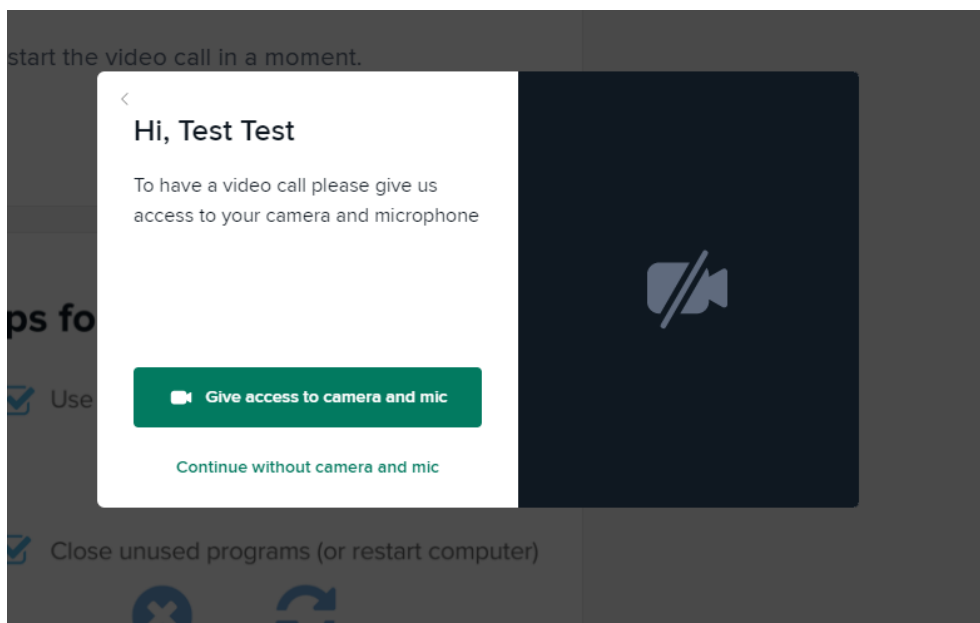 start the video call in a moment.
Hi, Test Test
To have a video call please give us
access to your camera and microphone
ps fo
Use
Give access to camera and mic
Continue without camera and mic
Close unused programs (or restart computer)